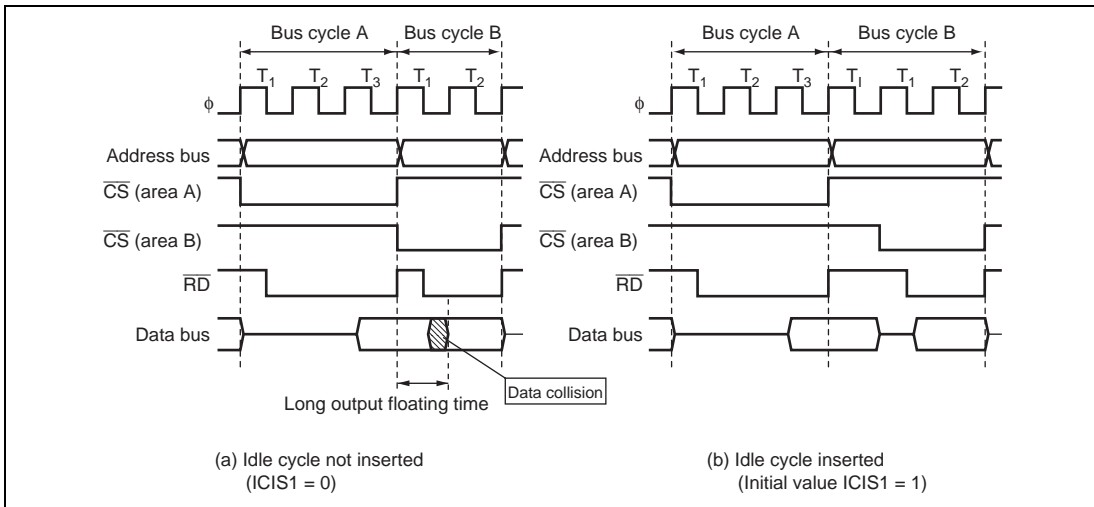 Bus cycle A Bus cycle B
T1 T2 T3 T1 T2
ϕ
Address bus
CS (area A)
CS (area B)
RD
Data bus
Data collision
Long output floating time
(a) Idle cycle not inserted
(ICIS1 = 0)
Bus cycle A Bus cycle B
T1 T2 T3 TI T1 T2
ϕ
Address bus
CS (area A)
CS (area B)
RD
Data bus
(b) Idle cycle inserted
(Initial value ICIS1 = 1)